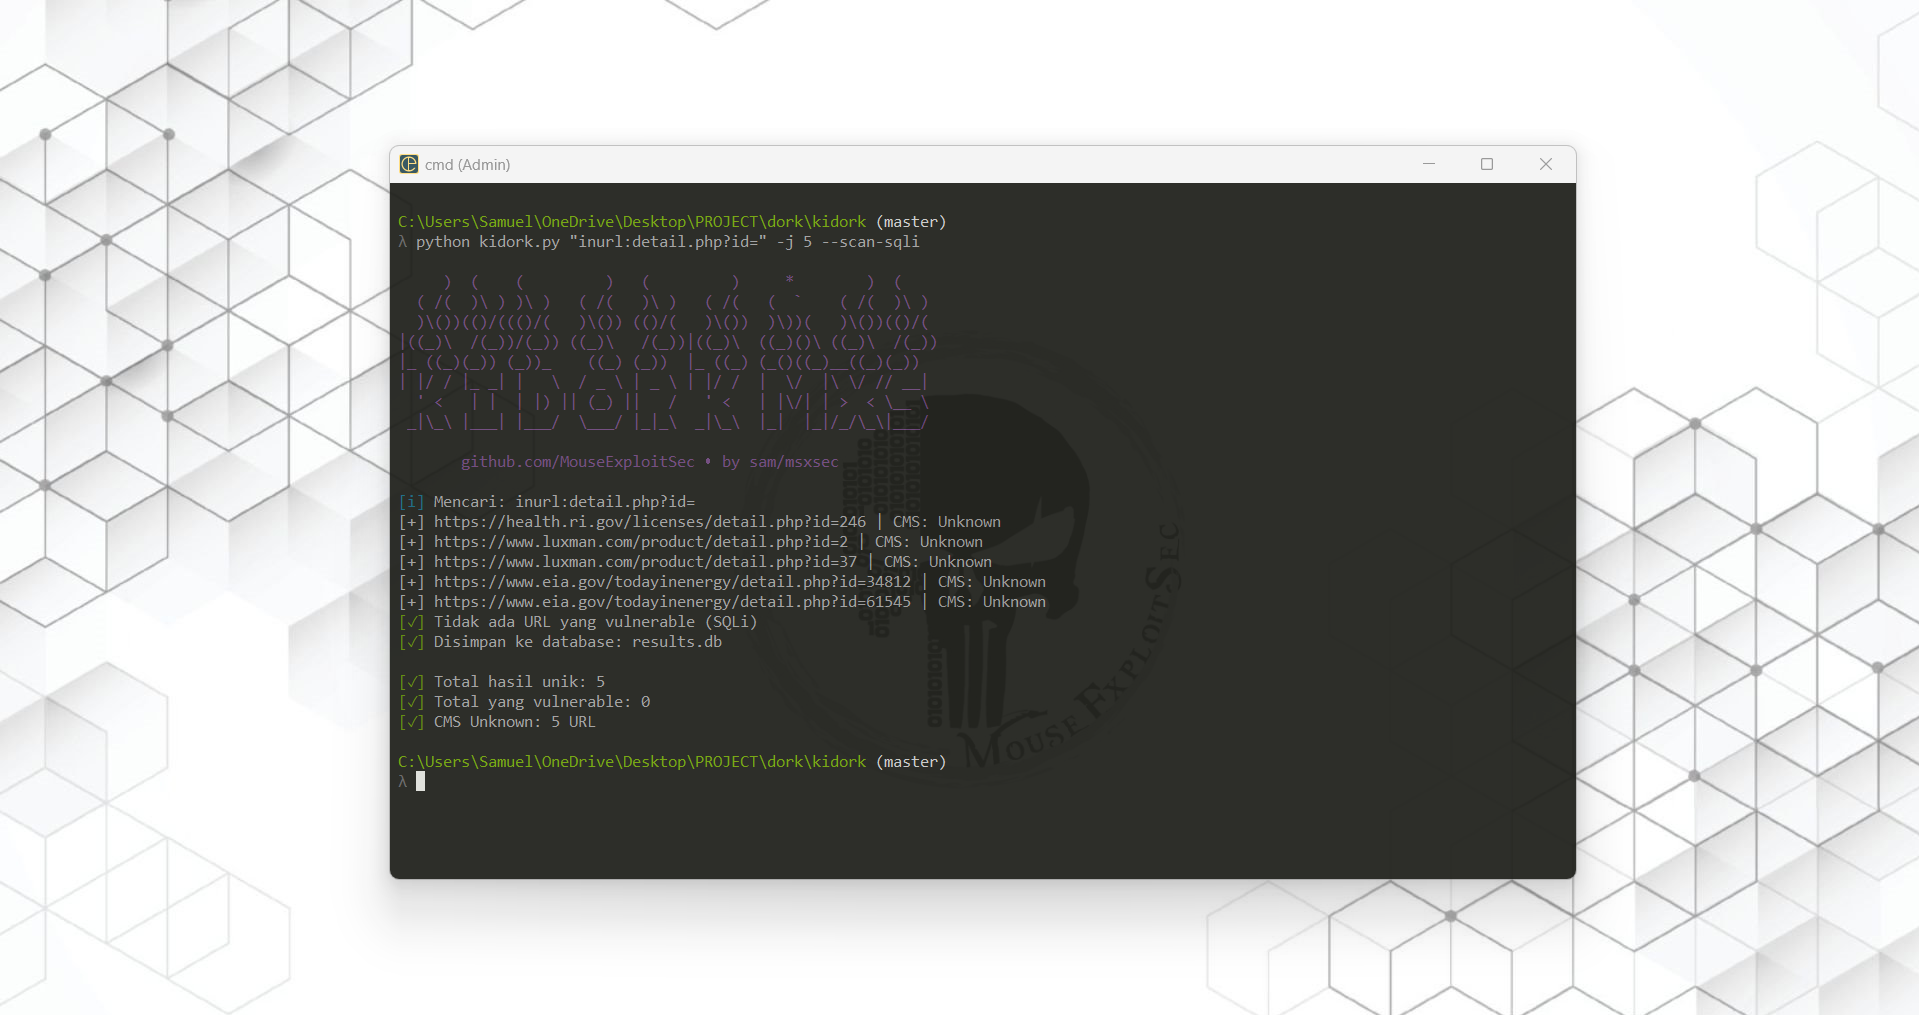 cmd (Admin)
C:\Users\Samuel\OneDrive\Desktop\PROJECT\dork\kidork (master)
λ python kidork.py "inurl:detail.php?id=" -j 5 --scan-sqli
github.com/MouseExploitSec • by sam/msxsec
[i] Mencari: inurl:detail.php?id=
[+] https://health.ri.gov/licenses/detail.php?id=246 | CMS: Unknown
[+] https://www.luxman.com/product/detail.php?id=2 | CMS: Unknown
[+] https://www.luxman.com/product/detail.php?id=37 | CMS: Unknown
[+] https://www.eia.gov/todayinenergy/detail.php?id=34812 | CMS: Unknown
[+] https://www.eia.gov/todayinenergy/detail.php?id=61545 | CMS: Unknown
[✓] Tidak ada URL yang vulnerable (SQLi)
[✓] Disimpan ke database: results.db
[✓] Total hasil unik: 5
[✓] Total yang vulnerable: 0
[✓] CMS Unknown: 5 URL
C:\Users\Samuel\OneDrive\Desktop\PROJECT\dork\kidork (master)
λ
Mouse ExploitSec